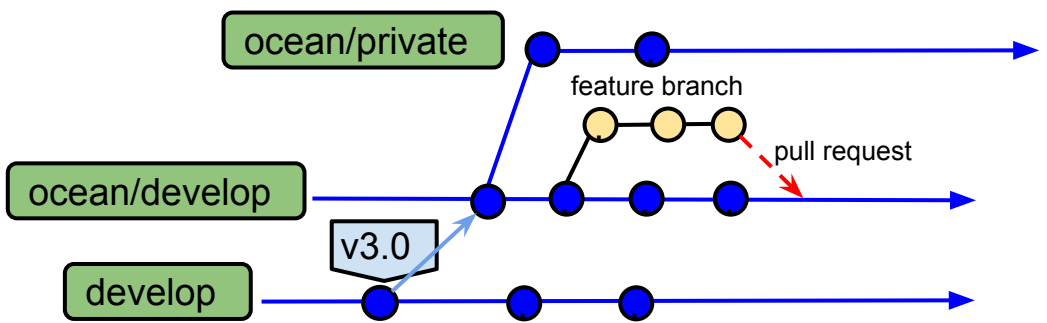 ocean/private
feature branch
pull request
ocean/develop
v3.0
develop